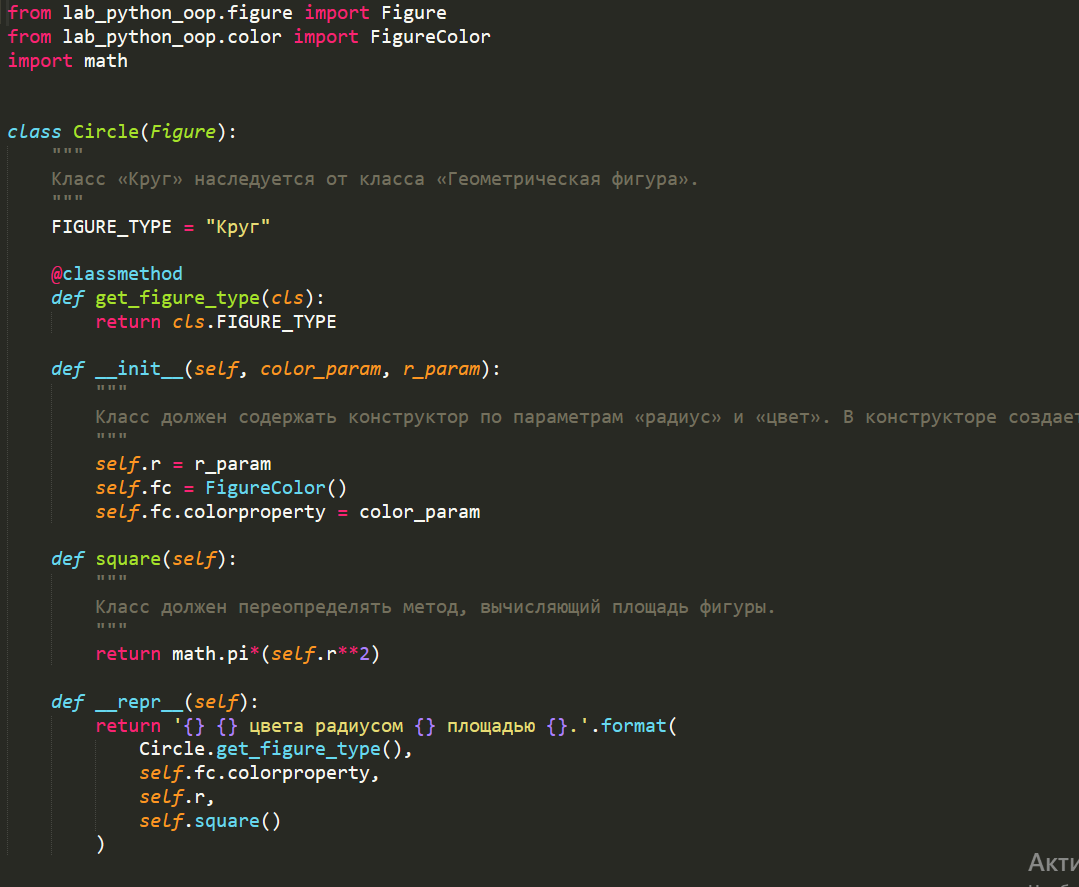 from lab_python_oop.figure import Figure
from lab_python_oop.color import FigureColor
import math
class Circle(Figure):
    """
    Класс «Круг» наследуется от класса «Геометрическая фигура».
    """
    FIGURE_TYPE = "Круг"
    @classmethod
    def get_figure_type(cls):
        return cls.FIGURE_TYPE
    def __init__(self, color_param, r_param):
        """
        Класс должен содержать конструктор по параметрам «радиус» и «цвет». В конструкторе создает
        """
        self.r = r_param
        self.fc = FigureColor()
        self.fc.colorproperty = color_param
    def square(self):
        """
        Класс должен переопределять метод, вычисляющий площадь фигуры.
        """
        return math.pi*(self.r**2)
    def __repr__(self):
        return '{} {} цвета радиусом {} площадью {}.'.format(
            Circle.get_figure_type(),
            self.fc.colorproperty,
            self.r,
            self.square()
        )
Акти